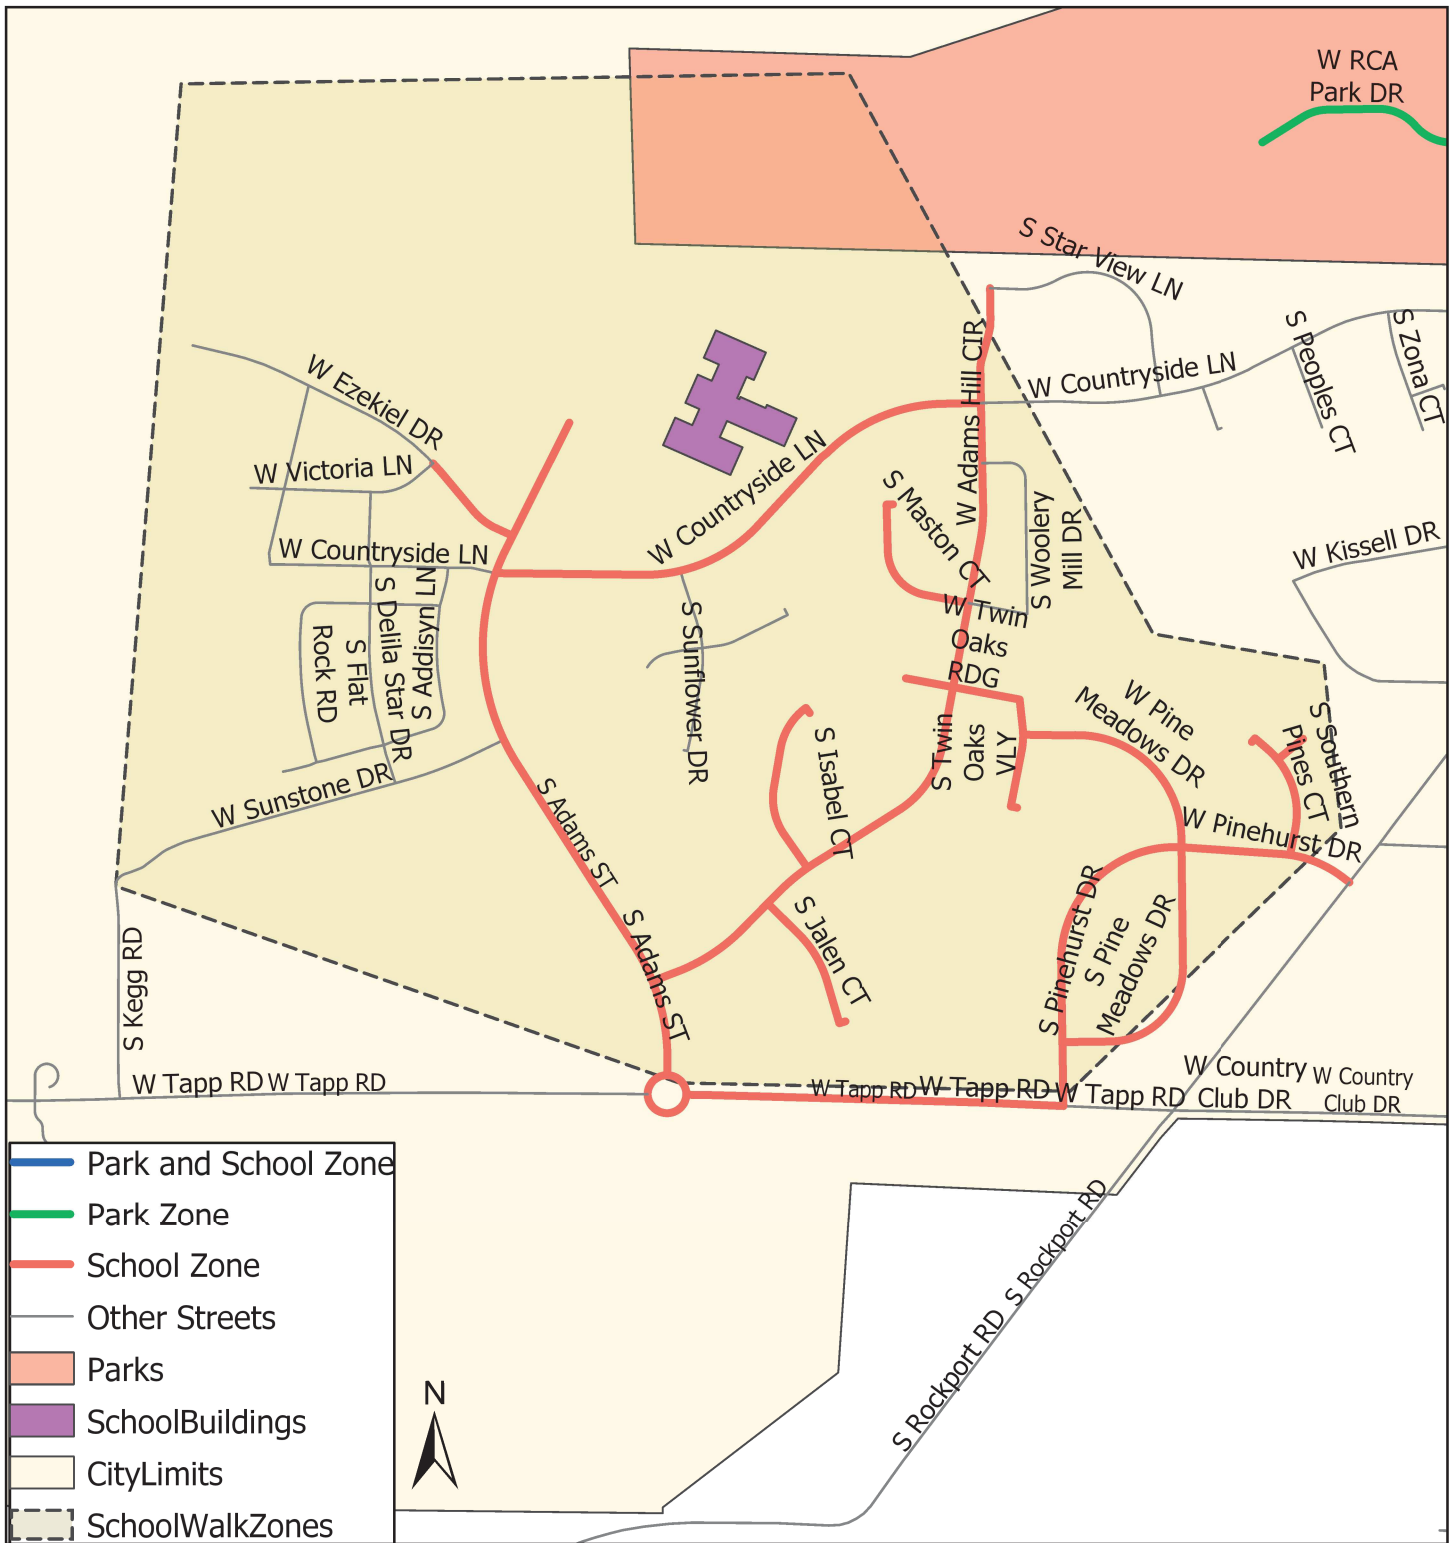 W RCA
Park DR
S Star View LN
S Peoples CT
S Zona CT
W Adams Hill CIR
W Countryside LN
W Ezekiel DR
W Victoria LN
W Countryside LN
W Countryside LN
S Maston CT
S Woolery
Mill DR
W Kissell DR
W Twin
Oaks
RDG
S Addisyn LN
S Delila Star DR
S Flat
Rock RD
S Sunflower DR
W Pine
Meadows DR
S Southern
Pines CT
S Twin
Oaks
VLY
S Isabel CT
W Sunstone DR
S Adams ST
W Pinehurst DR
S Pinehurst DR
S Pine
Meadows DR
S Jalen CT
S Adams ST
S Kegg RD
W Tapp RD
W Tapp RD
W Tapp RD
W Tapp RD
W Tapp RD
W Country
Club DR
W Country
Club DR
S Rockport RD
S Rockport RD
Park and School Zone
Park Zone
School Zone
Other Streets
Parks
SchoolBuildings
CityLimits
SchoolWalkZones
N